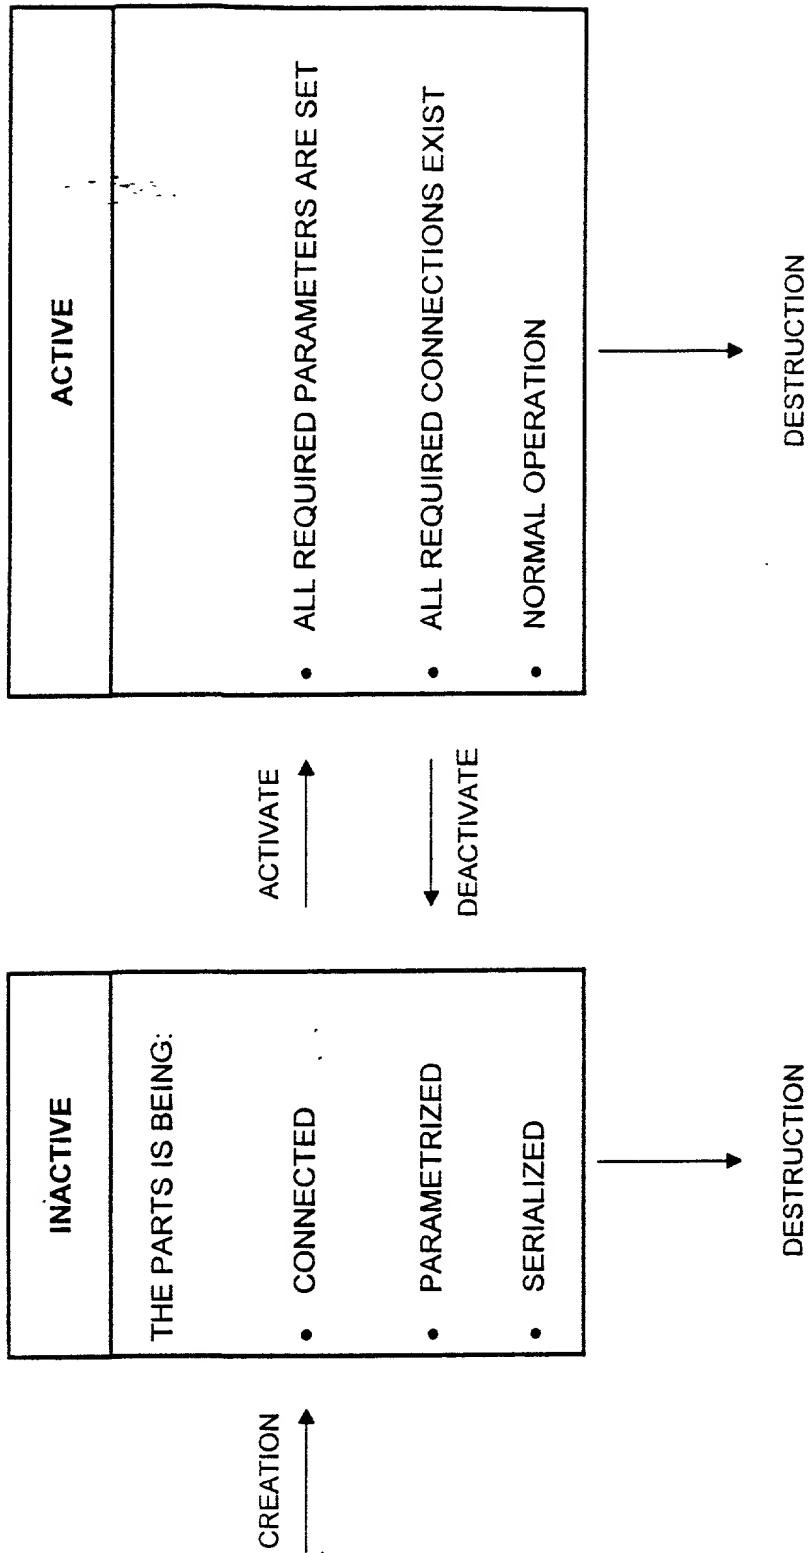 CREATION
INACTIVE
THE PARTS IS BEING:
• CONNECTED
• PARAMETRIZED
• SERIALIZED
DESTRUCTION
ACTIVATE
DEACTIVATE
ACTIVE
• ALL REQUIRED PARAMETERS ARE SET
• ALL REQUIRED CONNECTIONS EXIST
• NORMAL OPERATION
DESTRUCTION